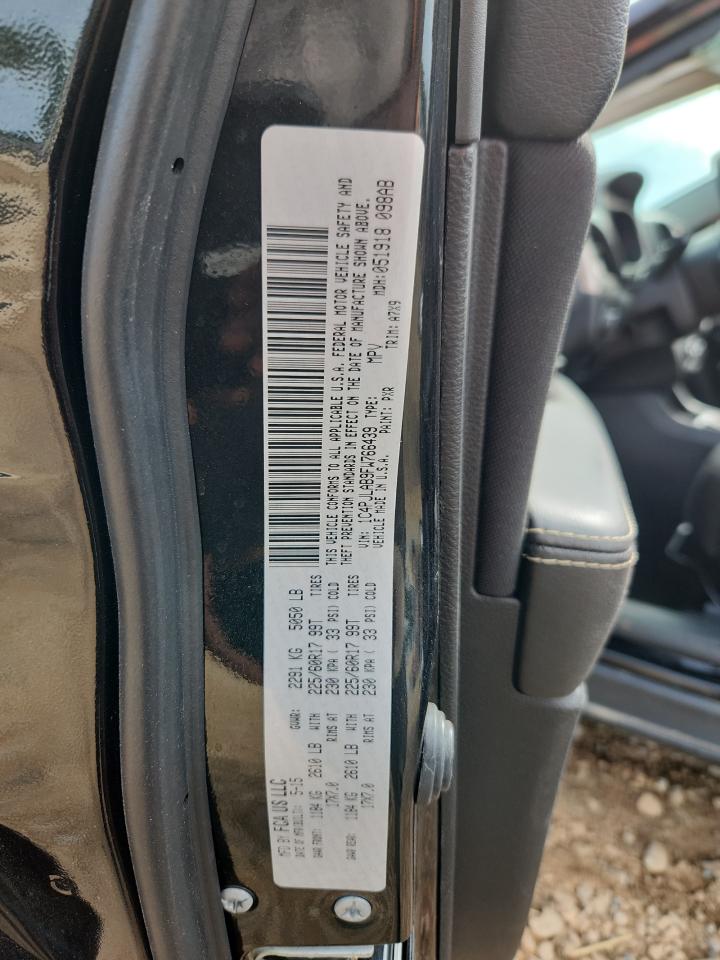 MFD BY FCA US LLC
DATE OF MFR(BUILT): 5-15 GVWR: 2291 KG 5050 LB
GAWR FRONT: 1184 KG 2610 LB WITH 225/60R17 99T TIRES
17X7.0 RIMS AT 230 KPA ( 33 PSI) COLD
GAWR REAR: 1184 KG 2610 LB WITH 225/60R17 99T TIRES
17X7.0 RIMS AT 230 KPA ( 33 PSI) COLD
THIS VEHICLE CONFORMS TO ALL APPLICABLE U.S.A. FEDERAL MOTOR VEHICLE SAFETY AND
THEFT PREVENTION STANDARDS IN EFFECT ON THE DATE OF MANUFACTURE SHOWN ABOVE.
VIN: 1C4PJLAB9FW766439 TYPE: MPV MDH:051918 098AB
VEHICLE MADE IN U.S.A. PAINT: PXR TRIM: A7X9